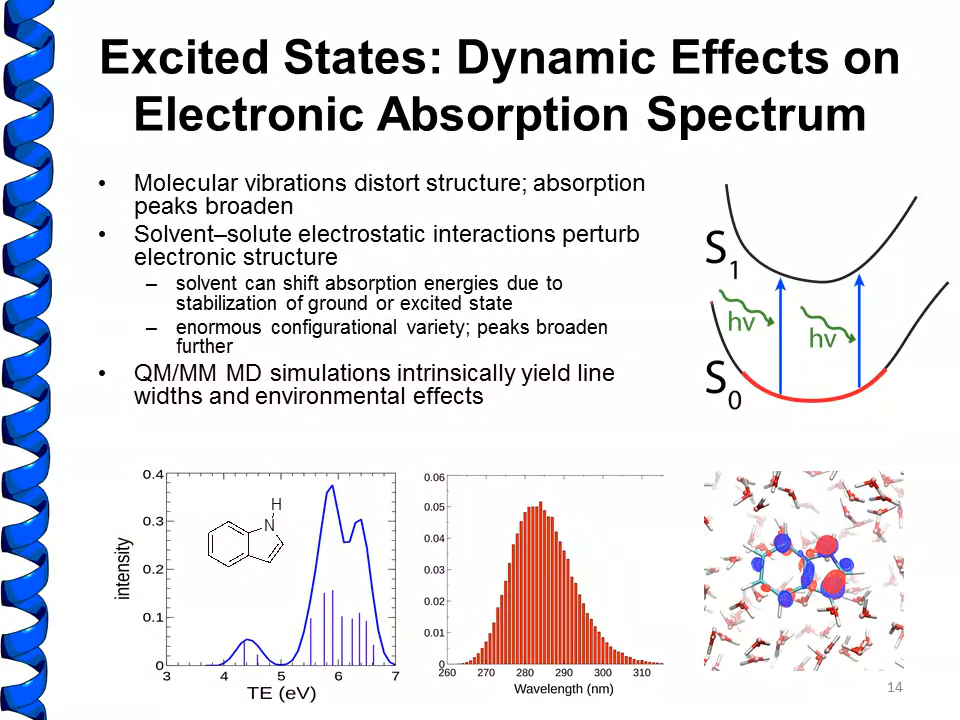 Excited States: Dynamic Effects on
Electronic Absorption Spectrum
• Molecular vibrations distort structure; absorption
peaks broaden
• Solvent–solute electrostatic interactions perturb
electronic structure
– solvent can shift absorption energies due to
stabilization of ground or excited state
– enormous configurational variety; peaks broaden
further
• QM/MM MD simulations intrinsically yield line
widths and environmental effects
S1
hν
hν
S0
0.4
0.3
0.2
0.1
0
intensity
3 4 5 6 7
TE (eV)
H
N
0.06
0.05
0.04
0.03
0.02
0.01
0
260 270 280 290 300 310
Wavelength (nm)
14